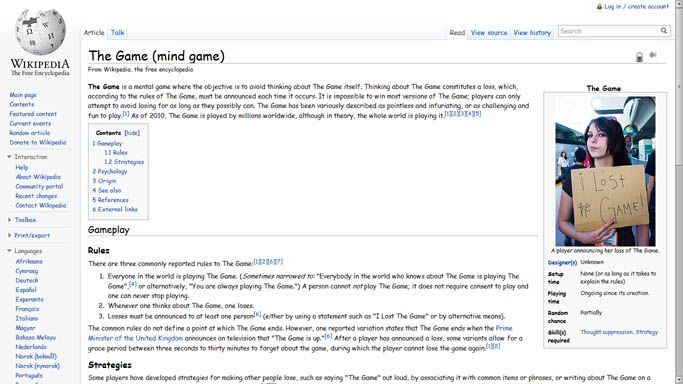 Log in / create account
WIKIPEDIA
The Free Encyclopedia
Main page
Contents
Featured content
Current events
Random article
Donate to Wikipedia
Interaction
Help
About Wikipedia
Community portal
Recent changes
Contact Wikipedia
Toolbox
Print/export
Languages
Afrikaans
Cymraeg
Deutsch
Español
Esperanto
Français
Italiano
Magyar
Bahasa Melayu
Nederlands
Norsk (bokmål)
Norsk (nynorsk)
Português
Article Talk
Read View source View history
Search
The Game (mind game)
From Wikipedia, the free encyclopedia
The Game is a mental game where the objective is to avoid thinking about The Game itself. Thinking about The Game constitutes a loss, which,
according to the rules of The Game, must be announced each time it occurs. It is impossible to win most versions of The Game; players can only
attempt to avoid losing for as long as they possibly can. The Game has been variously described as pointless and infuriating, or as challenging
and fun to play.[1] As of 2010, The Game is played by millions worldwide, although in theory, the whole world is playing it.[1][2][3][4][5]
Contents [hide]
1 Gameplay
1.1 Rules
1.2 Strategies
2 Psychology
3 Origin
4 See also
5 References
6 External links
Gameplay
Rules
There are three commonly reported rules to The Game:[1][2][6][7]
1. Everyone in the world is playing The Game. (Sometimes narrowed to: "Everybody in the world who knows about The Game is playing The
Game",[4] or alternatively, "You are always playing The Game.") A person cannot not play The Game; it does not require consent to play and
one can never stop playing.
2. Whenever one thinks about The Game, one loses.
3. Losses must be announced to at least one person[6] (either by using a statement such as "I Lost The Game" or by alternative means).
The common rules do not define a point at which The Game ends. However, one reported variation states that The Game ends when the Prime
Minister of the United Kingdom announces on television that "The Game is up."[6] After a player has announced a loss, some variants allow for a
grace period between three seconds to thirty minutes to forget about the game, during which the player cannot lose the game again.[1][8]
Strategies
Some players have developed strategies for making other people lose, such as saying "The Game" out loud, by associating it with common items or phrases, or writing about The Game on a
The Game
i LosT
the GAME!
A player announcing her loss of The Game.
Designer(s) Unknown
Setup time None (or as long as it takes to explain the rules)
Playing time Ongoing since its creation.
Random chance Partially
Skill(s) required Thought suppression, Strategy